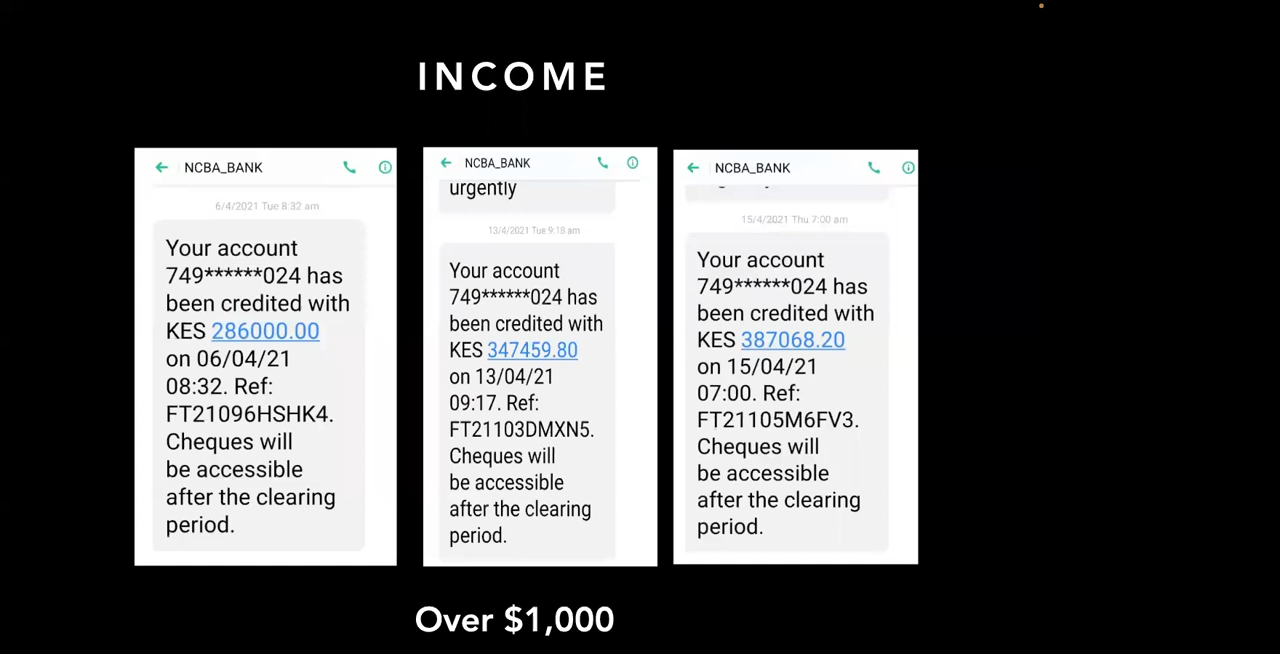 INCOME
NCBA_BANK
6/4/2021 Tue 8:32 am
Your account
749******024 has
been credited with
KES 286000.00
on 06/04/21
08:32. Ref:
FT21096HSHK4.
Cheques will
be accessible
after the clearing
period.
NCBA_BANK
urgently
13/4/2021 Tue 9:18 am
Your account
749******024 has
been credited with
KES 347459.80
on 13/04/21
09:17. Ref:
FT21103DMXN5.
Cheques will
be accessible
after the clearing
period.
NCBA_BANK
15/4/2021 Thu 7:00 am
Your account
749******024 has
been credited with
KES 387068.20
on 15/04/21
07:00. Ref:
FT21105M6FV3.
Cheques will
be accessible
after the clearing
period.
Over $1,000